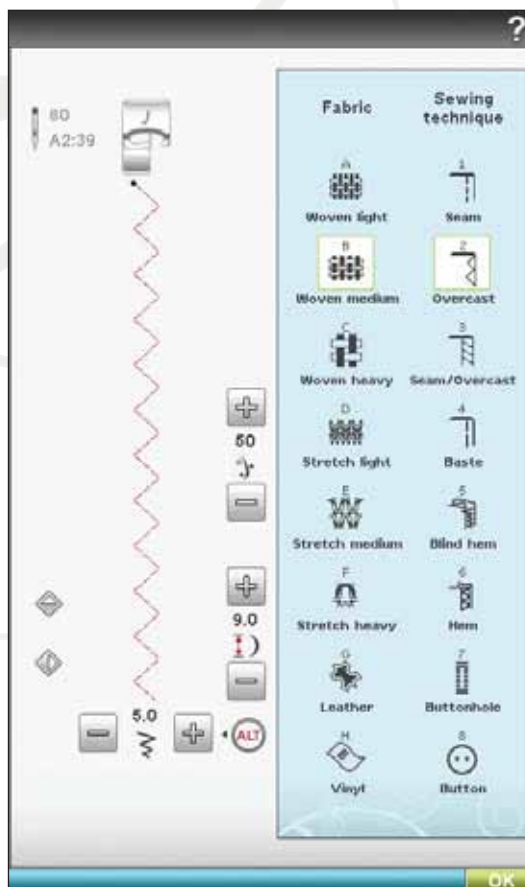 ?
80
A2:39
J
Fabric
Sewing
technique
A
Woven light
1
Seam
B
Woven medium
2
Overcast
C
Woven heavy
3
Seam/Overcast
D
Stretch light
4
Baste
E
Stretch medium
5
Blind hem
F
Stretch heavy
6
Hem
G
Leather
7
Buttonhole
H
Vinyl
8
Button
50
9.0
5.0
ALT
OK